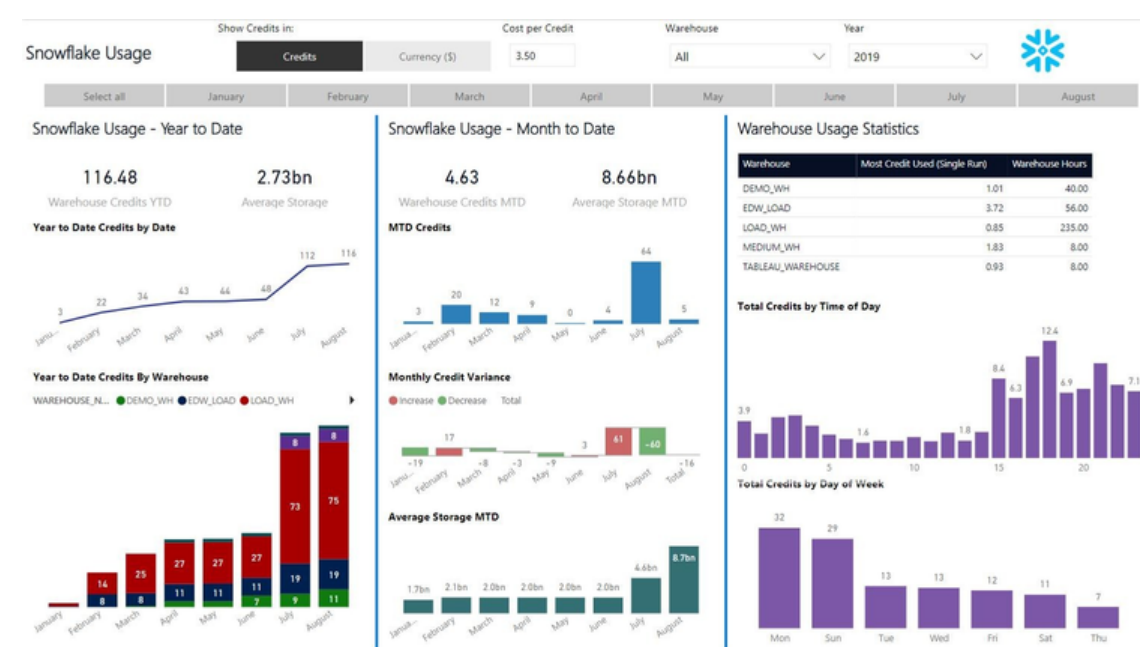 Show Credits in:
Cost per Credit
Warehouse
Year
Snowflake Usage
Credits
Currency ($)
3.50
All
2019
Select all January February March April May June July August
Snowflake Usage - Year to Date
116.48
2.73bn
Warehouse Credits YTD
Average Storage
Year to Date Credits by Date
3 22 34 43 44 48 112 116
Janu... February March April May June July August
Year to Date Credits By Warehouse
WAREHOUSE_N... DEMO_WH EDW_LOAD LOAD_WH
8 8
73 75
14 25 27 27 27
8 8 11 11 11 19 19
7 9 11
January February March April May June July August
Snowflake Usage - Month to Date
4.63
8.66bn
Warehouse Credits MTD
Average Storage MTD
MTD Credits
3 20 12 9 0 4 64 5
Janua... February March April May June July August
Monthly Credit Variance
Increase Decrease Total
-19 17 -8 -3 -9 3 61 -60 -16
Janu... February March April May June July August Total
Average Storage MTD
1.7bn 2.1bn 2.0bn 2.0bn 2.0bn 2.0bn 4.6bn 8.7bn
Janua... February March April May June July August
Warehouse Usage Statistics
Warehouse Most Credit Used (Single Run) Warehouse Hours
DEMO_WH 1.01 40.00
EDW_LOAD 3.72 56.00
LOAD_WH 0.85 235.00
MEDIUM_WH 1.83 8.00
TABLEAU_WAREHOUSE 0.93 8.00
Total Credits by Time of Day
3.9 1.6 1.8 8.4 6.3 12.4 6.9 7.1
0 5 10 15 20
Total Credits by Day of Week
32 29 13 13 12 11 7
Mon Sun Tue Wed Fri Sat Thu